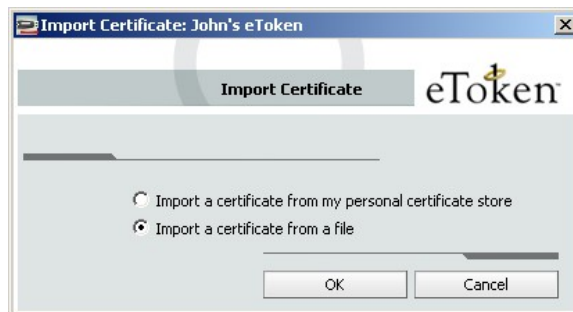 Import Certificate: John's eToken
Import Certificate
eToken
Import a certificate from my personal certificate store
Import a certificate from a file
OK Cancel